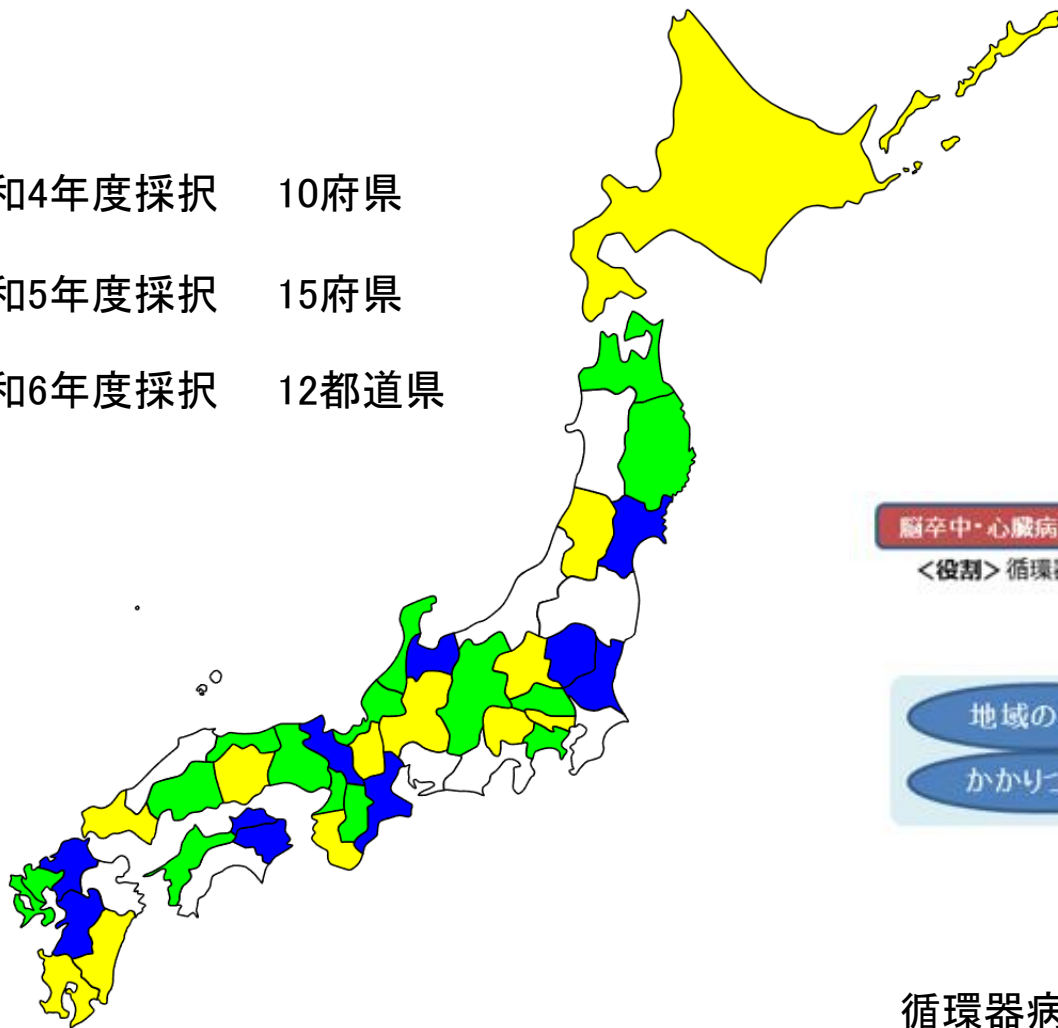 和4年度採択 10府県
和5年度採択 15府県
和6年度採択 12都道県
脳卒中・心臓病
<役割> 循環器
地域の
かかりつ
循環器病